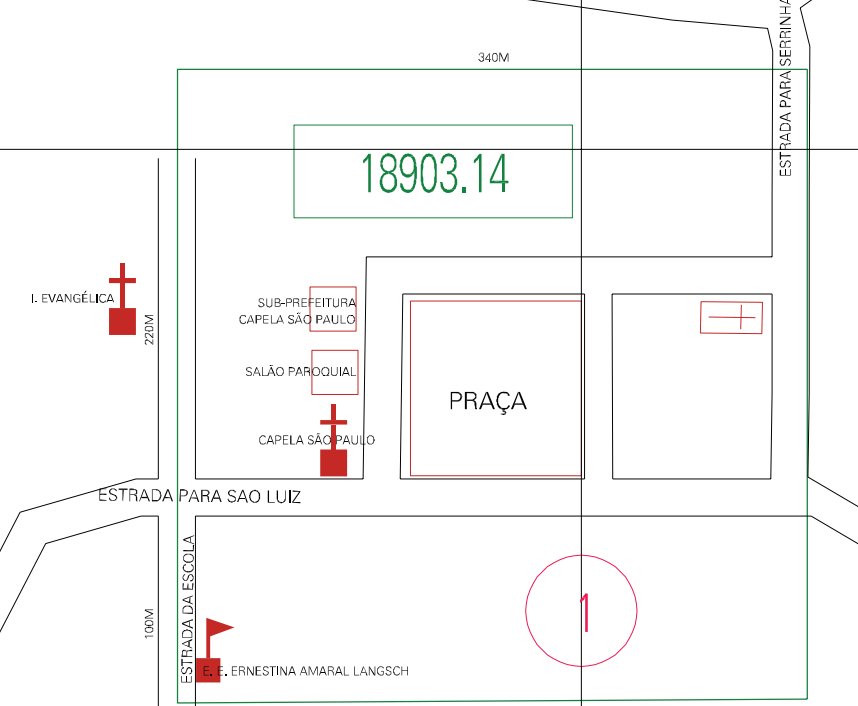 340M
ESTRADA PARA SERRINHA
18903.14
I. EVANGÉLICA
220M
SUB-PREFEITURA
CAPELA SÃO PAULO
SALÃO PAROQUIAL
PRAÇA
CAPELA SÃO PAULO
ESTRADA PARA SAO LUIZ
ESTRADA DA ESCOLA
100M
1
E. E. ERNESTINA AMARAL LANGSCH